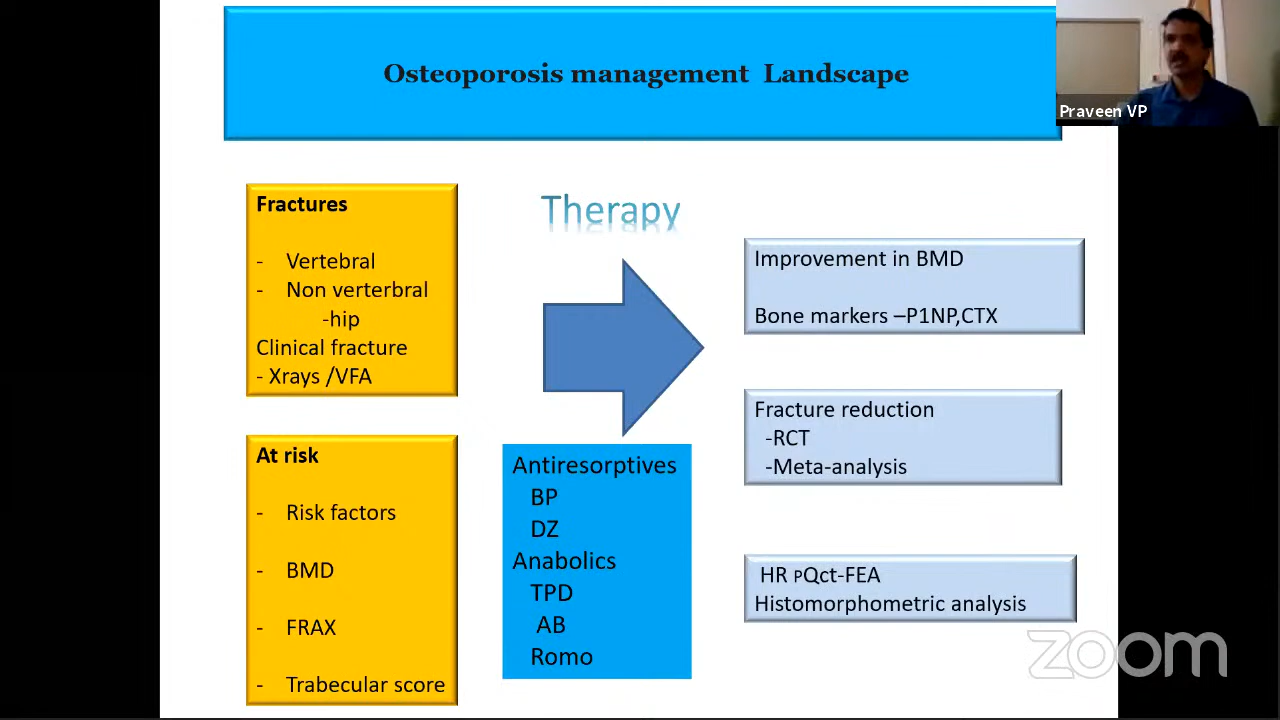 Osteoporosis management Landscape
Praveen VP
Fractures
- Vertebral
- Non verterbral
-hip
Clinical fracture
- Xrays /VFA
At risk
- Risk factors
- BMD
- FRAX
- Trabecular score
Therapy
Antiresorptives
BP
DZ
Anabolics
TPD
AB
Romo
Improvement in BMD
Bone markers –P1NP,CTX
Fracture reduction
-RCT
-Meta-analysis
HR PQct-FEA
Histomorphometric analysis
zoom